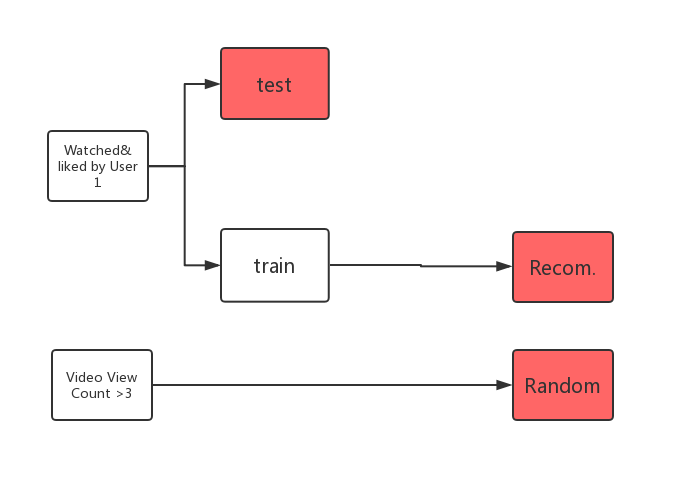 test
Watched&
liked by User
1
train
Recom.
Video View
Count >3
Random